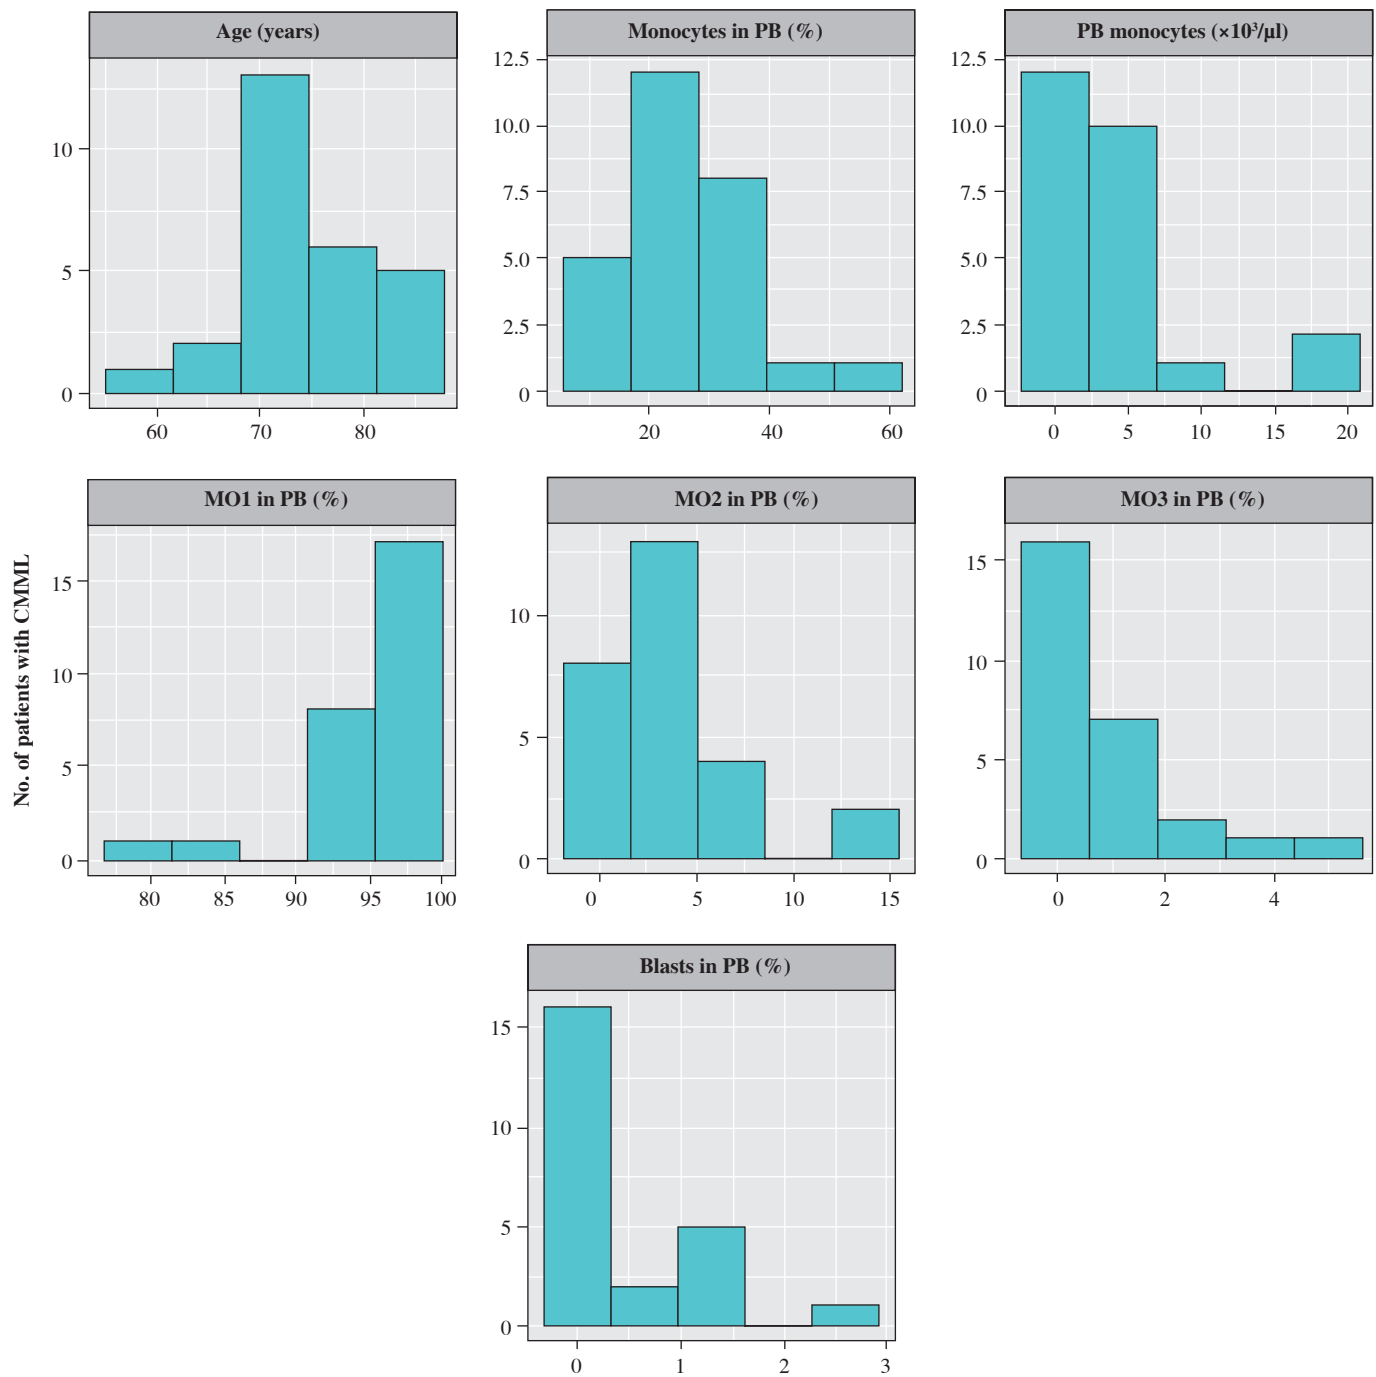 Age (years)
10
5
0
60 70 80
Monocytes in PB (%)
12.5
10.0
7.5
5.0
2.5
0
20 40 60
PB monocytes (×10³/µl)
12.5
10.0
7.5
5.0
2.5
0
0 5 10 15 20
No. of patients with CMML
MO1 in PB (%)
15
10
5
0
80 85 90 95 100
MO2 in PB (%)
10
5
0
0 5 10 15
MO3 in PB (%)
15
10
5
0
0 2 4
Blasts in PB (%)
15
10
5
0
0 1 2 3